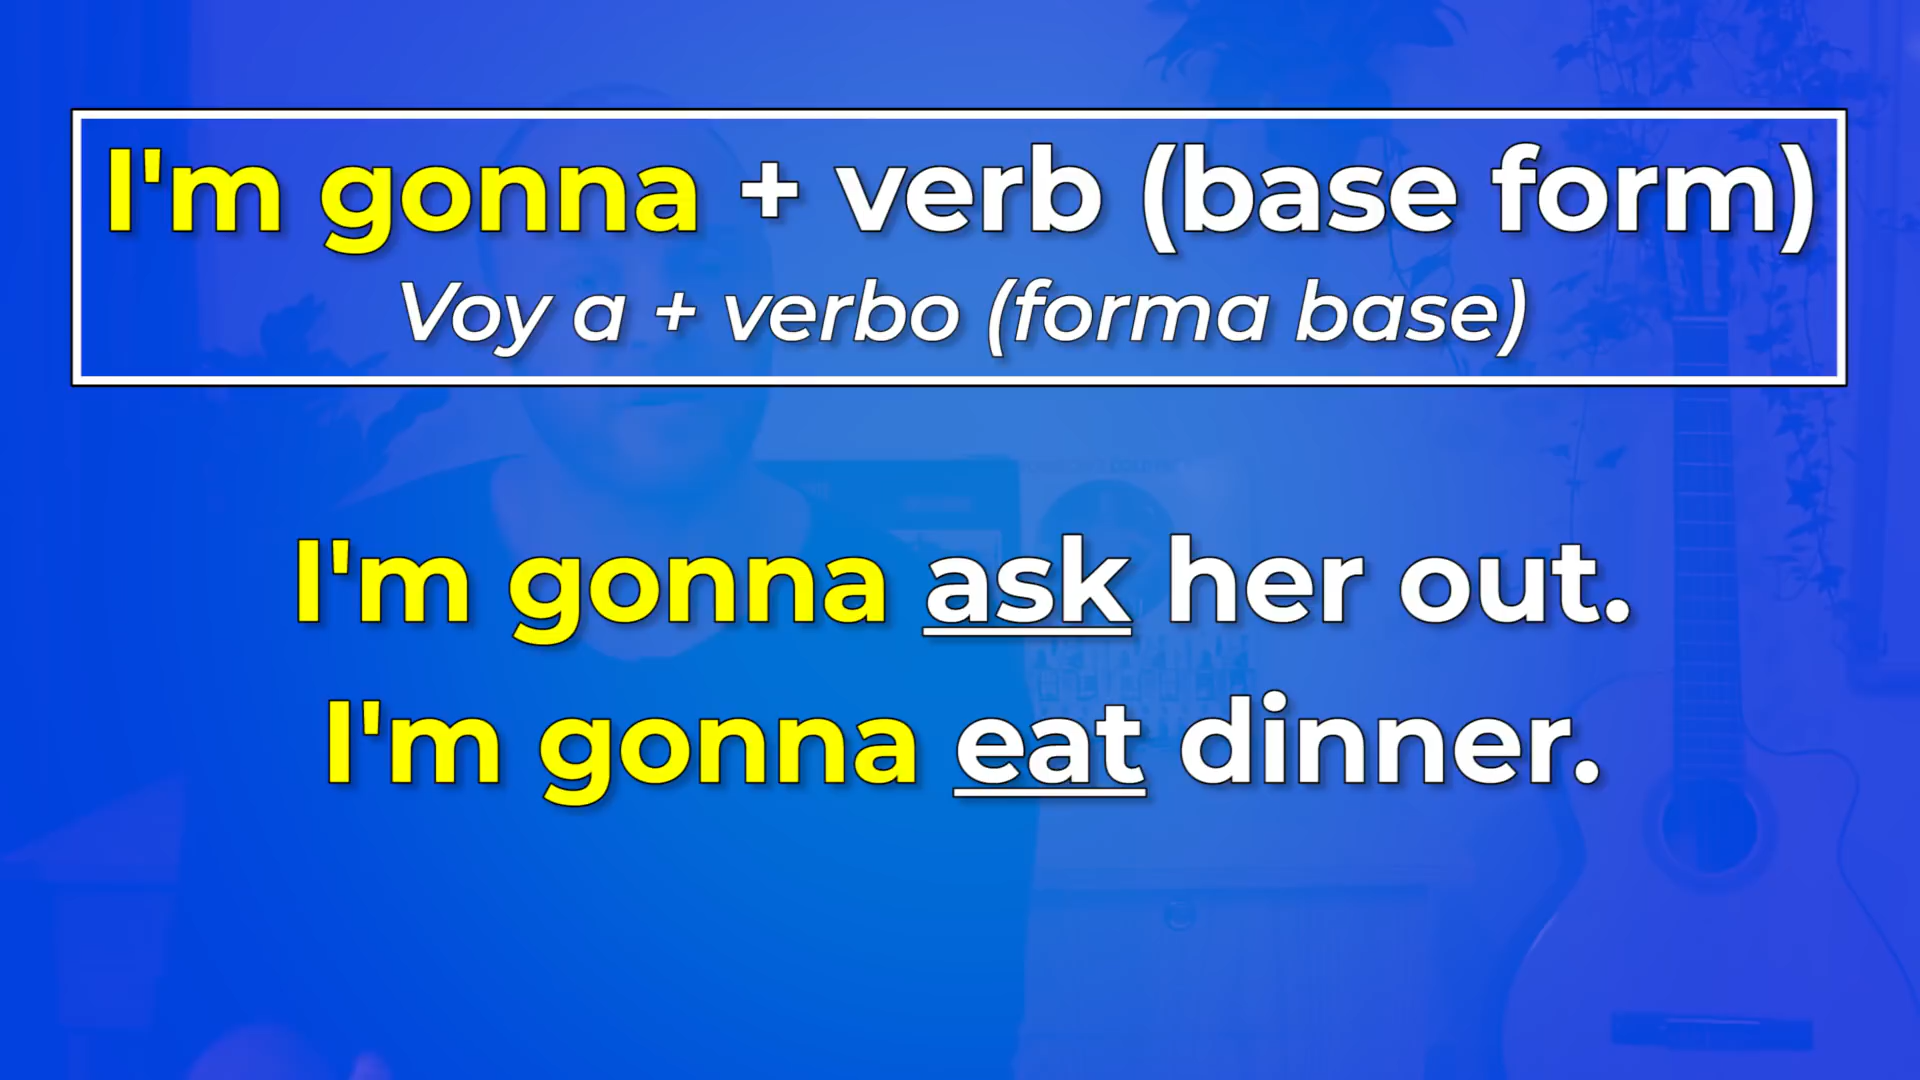 I'm gonna + verb (base form)
Voy a + verbo (forma base)
I'm gonna ask her out.
I'm gonna eat dinner.